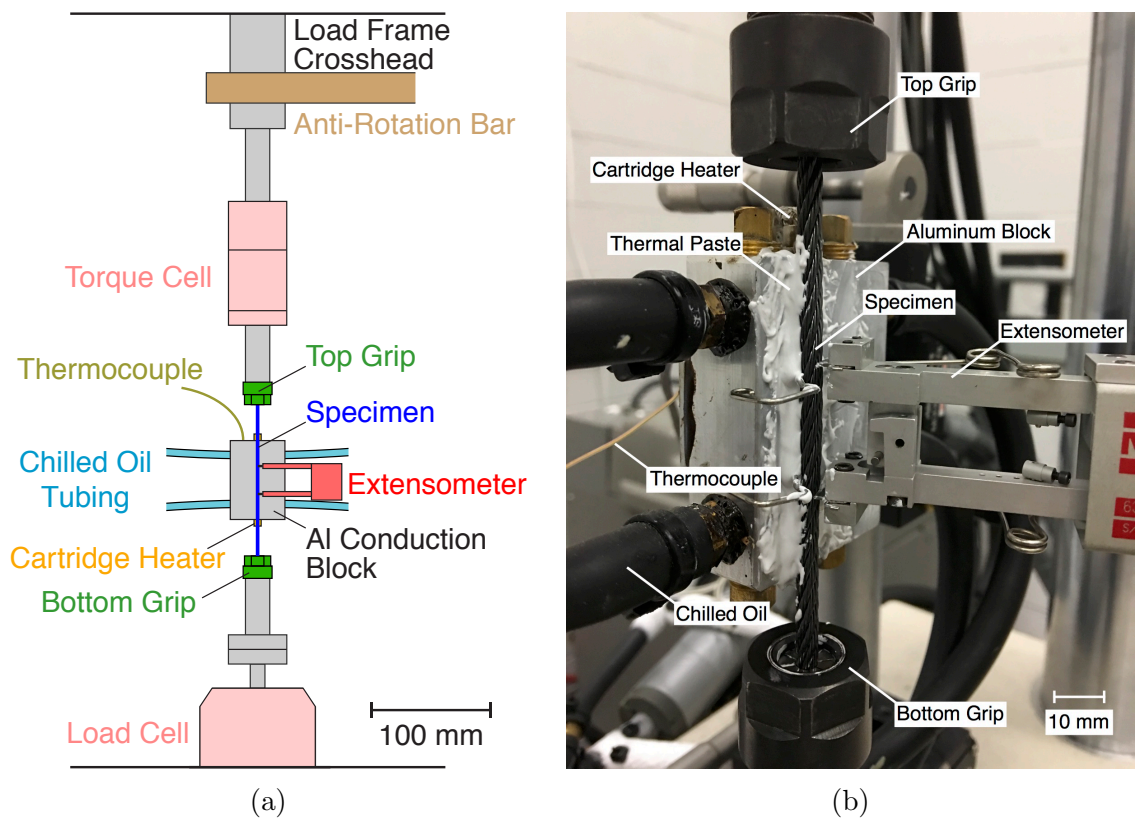 Load Frame
Crosshead
Anti-Rotation Bar
Torque Cell
Top Grip
Thermocouple
Specimen
Chilled Oil
Tubing
Extensometer
Cartridge Heater
Al Conduction
Block
Bottom Grip
Load Cell
100 mm
(a)
Top Grip
Cartridge Heater
Thermal Paste
Aluminum Block
Specimen
Extensometer
Thermocouple
Chilled Oil
Bottom Grip
10 mm
(b)